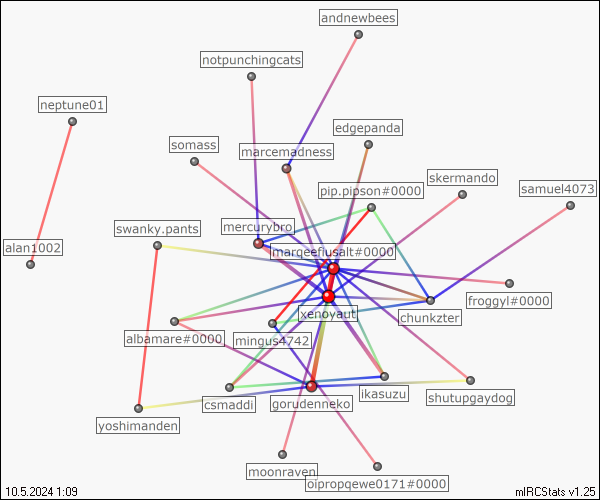 andnewbees
notpunchingcats
neptune01
edgepanda
somass
marcemadness
skermando
pip.pipson#0000
samuel4073
swanky.pants
mercurybro
alan1002
marqeeflusalt#0000
froggyl#0000
xenovaut
chunkzter
albamare#0000
mingus4742
ikasuzu
shutupgaydog
csmaddi
gorudenneko
yoshimanden
moonraven
oipropqewe0171#0000
10.5.2024 1:09
mIRCStats v1.25